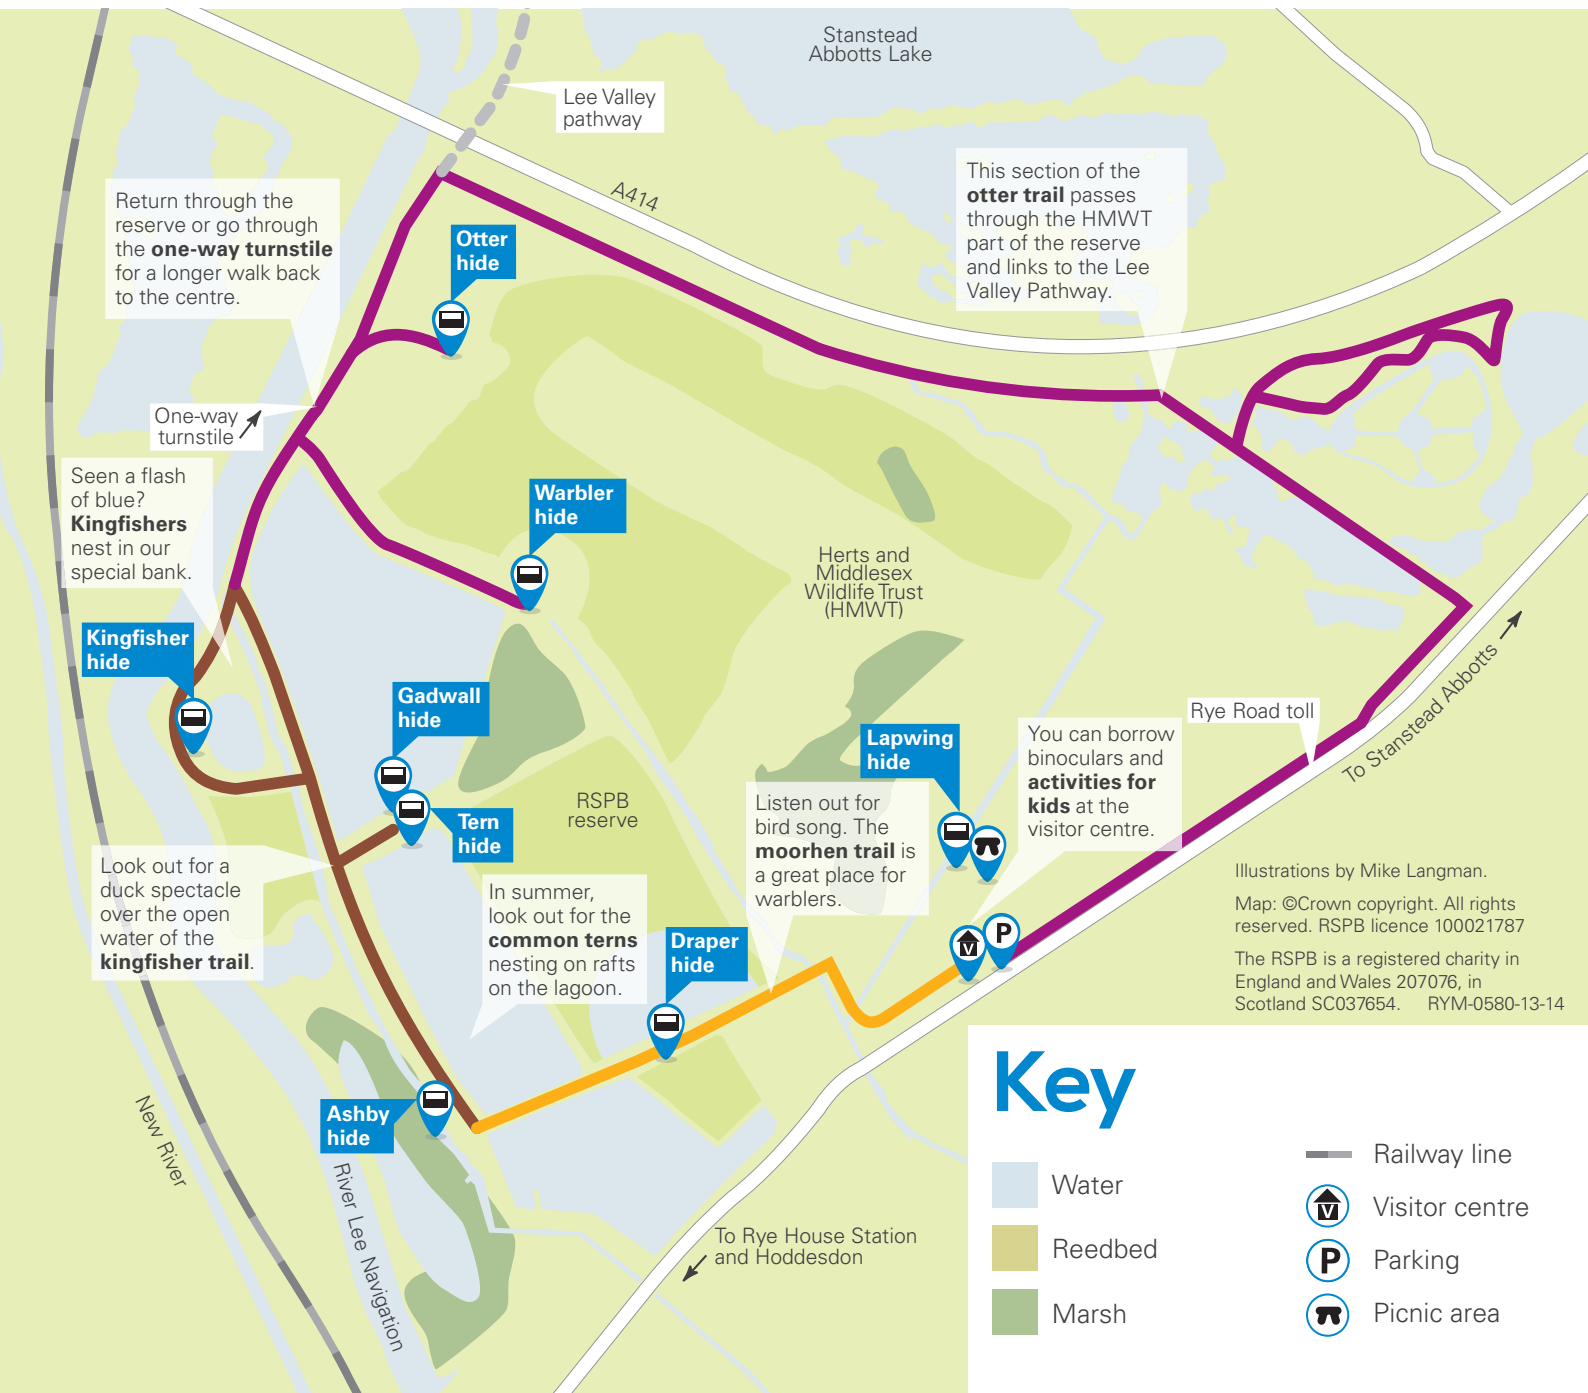 Stanstead
Abbotts Lake
Lee Valley
pathway
A414
Return through the
reserve or go through
the one-way turnstile
for a longer walk back
to the centre.
Otter
hide
This section of the
otter trail passes
through the HMWT
part of the reserve
and links to the Lee
Valley Pathway.
One-way
turnstile
Seen a flash
of blue?
Kingfishers
nest in our
special bank.
Warbler
hide
Herts and
Middlesex
Wildlife Trust
(HMWT)
Kingfisher
hide
Gadwall
hide
Tern
hide
RSPB
reserve
Lapwing
hide
You can borrow
binoculars and
activities for
kids at the
visitor centre.
Rye Road toll
To Stanstead Abbotts
Listen out for
bird song. The
moorhen trail is
a great place for
warblers.
Look out for a
duck spectacle
over the open
water of the
kingfisher trail.
In summer,
look out for the
common terns
nesting on rafts
on the lagoon.
Draper
hide
V
P
Illustrations by Mike Langman.
Map: ©Crown copyright. All rights
reserved. RSPB licence 100021787
The RSPB is a registered charity in
England and Wales 207076, in
Scotland SC037654. RYM-0580-13-14
Ashby
hide
New River
River Lee Navigation
To Rye House Station
and Hoddesdon
Key
Water
Reedbed
Marsh
Railway line
V Visitor centre
P Parking
Picnic area